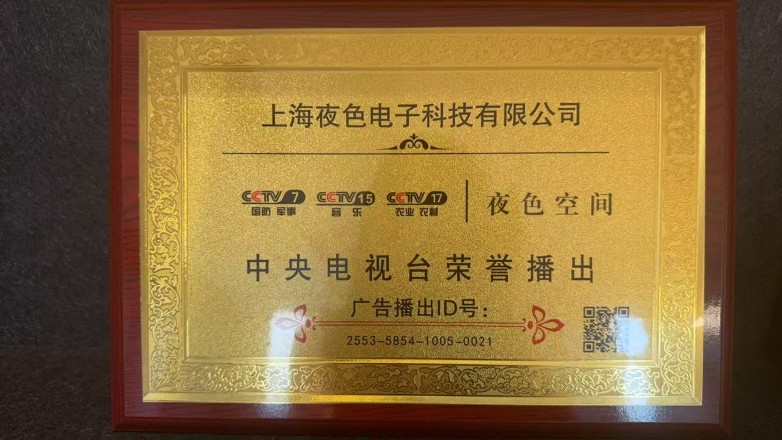 上海夜色电子科技有限公司
CCTV 7 国防 军事 CCTV 15 音 乐 CCTV 17 农业 农村 夜色空间
中央电视台荣誉播出
广告播出ID号:
2553-5854-1005-0021